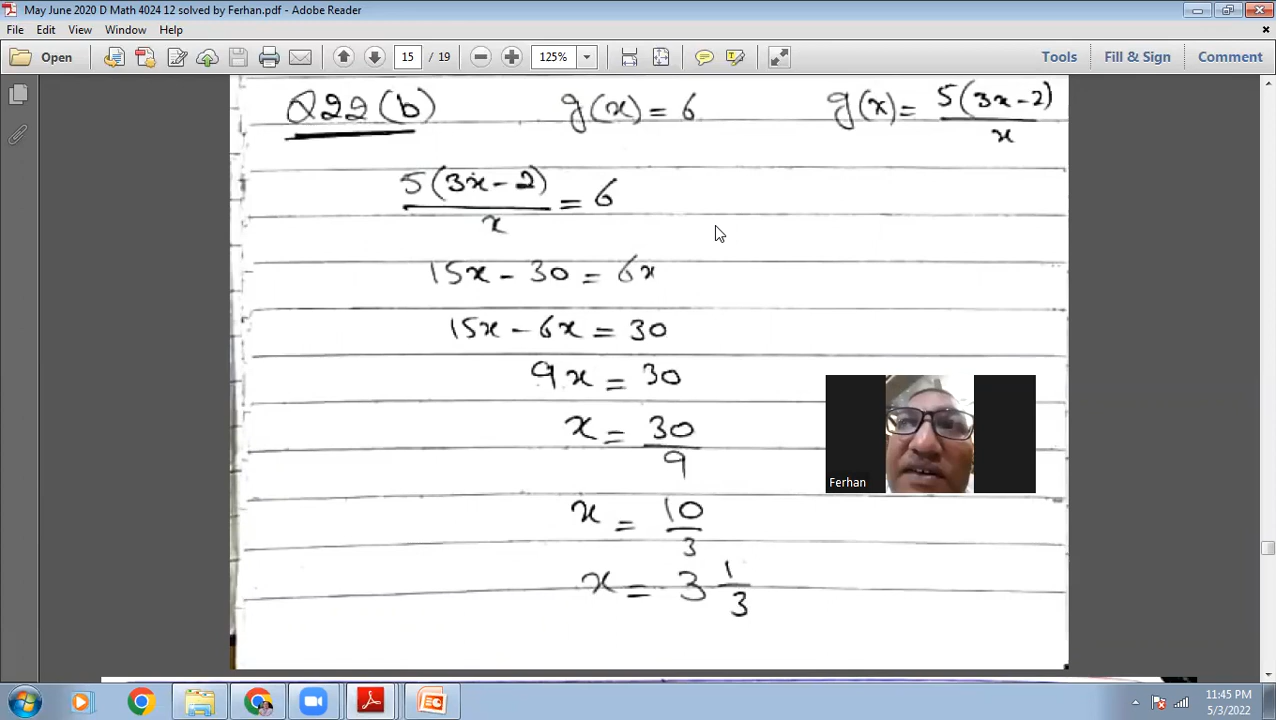 May June 2020 D Math 4024 12 solved by Ferhan.pdf - Adobe Reader
File Edit View Window Help
Open 15 / 19 125% Tools Fill & Sign Comment
Q22(b) g(x) = 6 g(x) = 5(3x-2)/x
5(3x-2)/x = 6
15x - 30 = 6x
15x - 6x = 30
9x = 30
x = 30/9
Ferhan
x = 10/3
x = 3 1/3
11:45 PM
5/3/2022